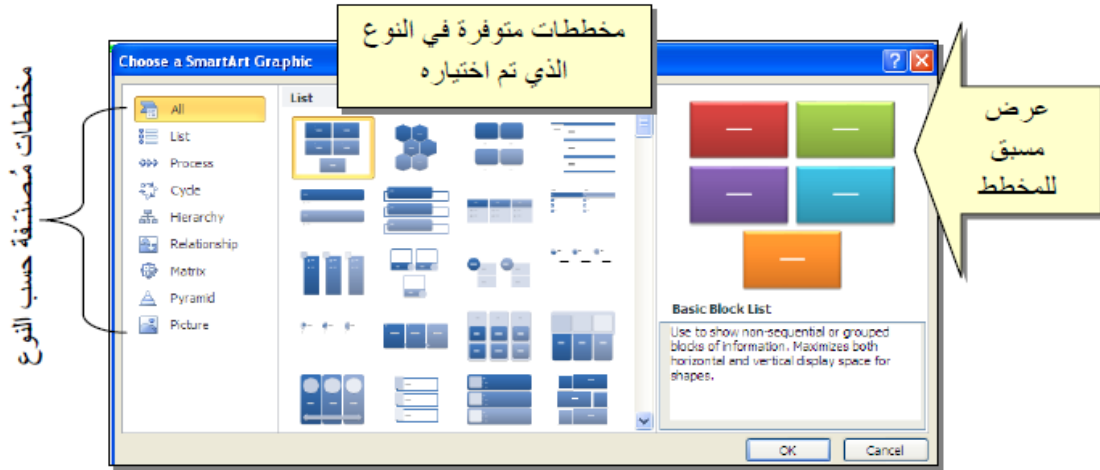 مخططات متوفرة في النوع
الذي تم اختياره
Choose a SmartArt Graphic
مخططات مُصنّفة حسب النوع
All
List
Process
Cycle
Hierarchy
Relationship
Matrix
Pyramid
Picture
List
عرض
مسبق
للمخطط
Basic Block List
Use to show non-sequential or grouped
blocks of information. Maximizes both
horizontal and vertical display space for
shapes.
OK
Cancel